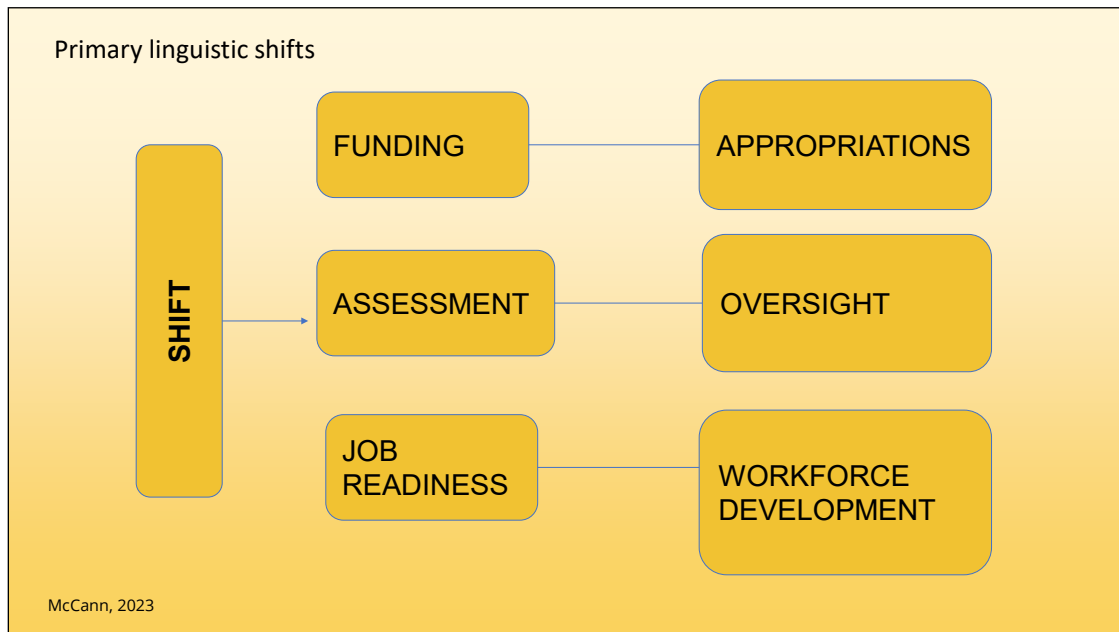 Primary linguistic shifts
SHIFT
FUNDING
APPROPRIATIONS
ASSESSMENT
OVERSIGHT
JOB
READINESS
WORKFORCE
DEVELOPMENT
McCann, 2023